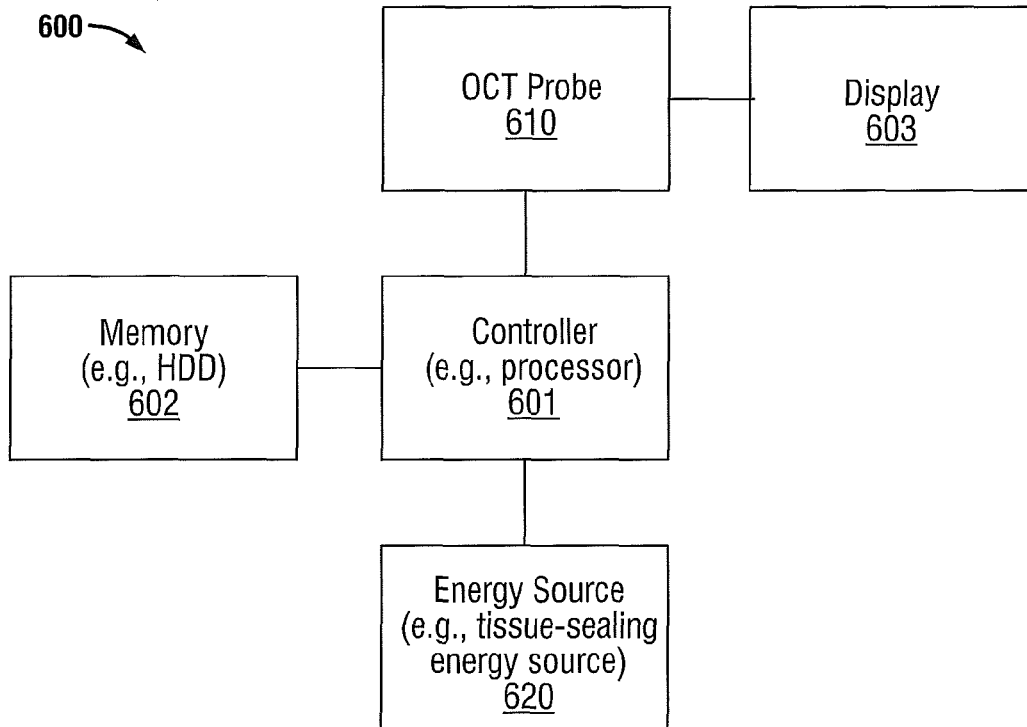 600
OCT Probe
610
Display
603
Memory
(e.g., HDD)
602
Controller
(e.g., processor)
601
Energy Source
(e.g., tissue-sealing
energy source)
620